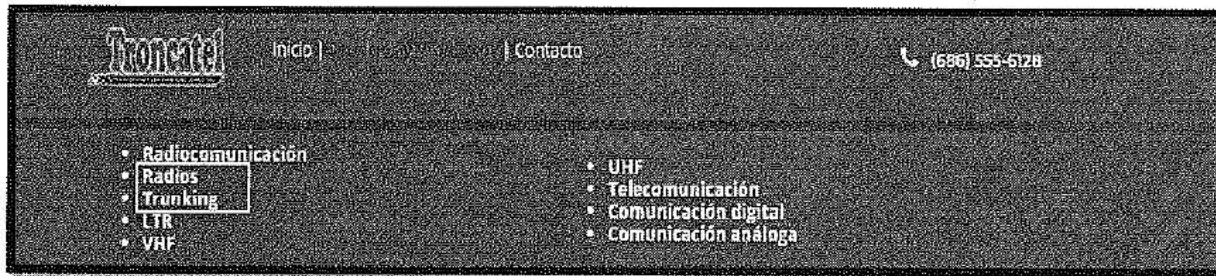 Troncatel
Inicio |
| Contacto
(686) 555-6128
• Radiocomunicación
• Radios
• Trunking
• LTR
• VHF
• UHF
• Telecomunicación
• Comunicación digital
• Comunicación análoga